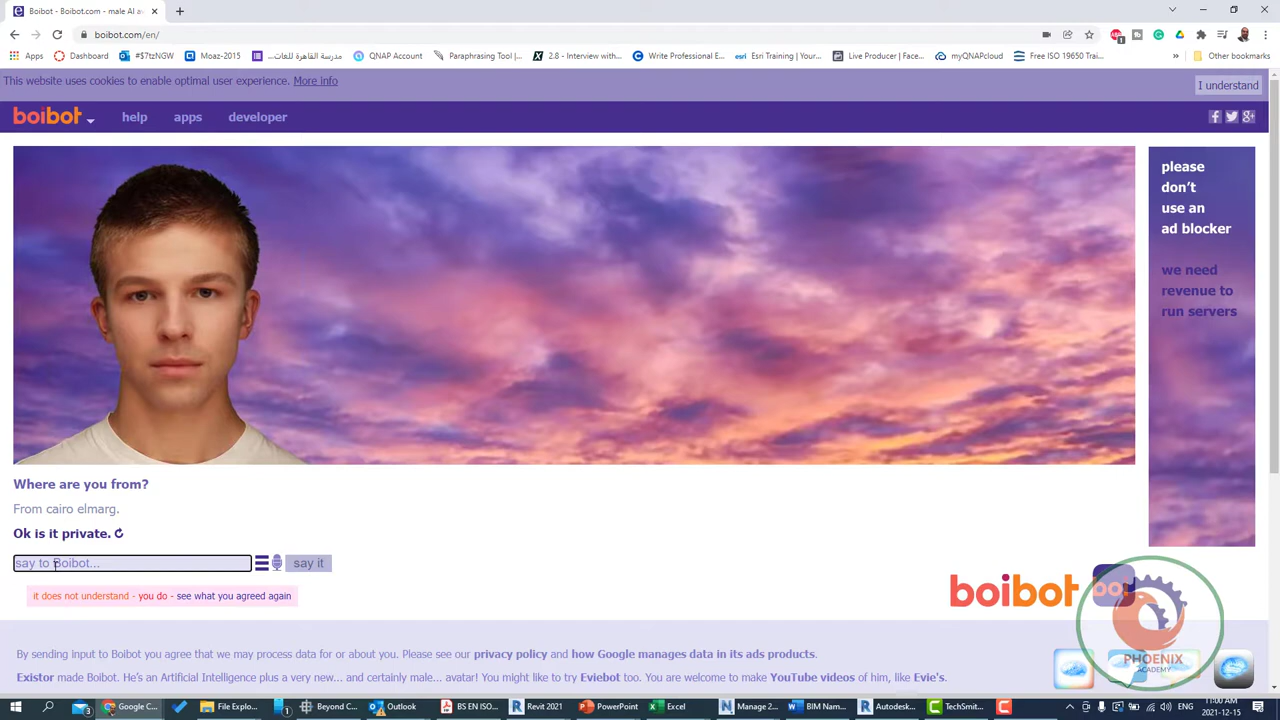 Boibot - Boibot.com - male AI av
boibot.com/en/
Apps Dashboard #$7tzNGW Moaz-2015 مدرسة القاهرة للغات... QNAP Account Paraphrasing Tool |... 2.8 - Interview with... Write Professional E... esri Esri Training | Your... Live Producer | Face... myQNAPcloud Free ISO 19650 Trai... » Other bookmarks
This website uses cookies to enable optimal user experience. More info
I understand
boibot help apps developer
please
don't
use an
ad blocker
we need
revenue to
run servers
Where are you from?
From cairo elmarg.
Ok is it private.
say to Boibot... say it
it does not understand - you do - see what you agreed again
boibot
PHOENIX
ACADEMY
By sending input to Boibot you agree that we may process data for or about you. Please see our privacy policy and how Google manages data in its ads products.
Existor made Boibot. He's an Artificial Intelligence plus a very new... and certainly male... avatar. You might like to try Eviebot too. You are welcome to make YouTube videos of him, like Evie's.
Google C... File Explo... Beyond C... Outlook BS EN ISO... Revit 2021 PowerPoint Excel Manage 2... BIM Nam... Autodesk... TechSmit... 11:00 AM
2021-12-15